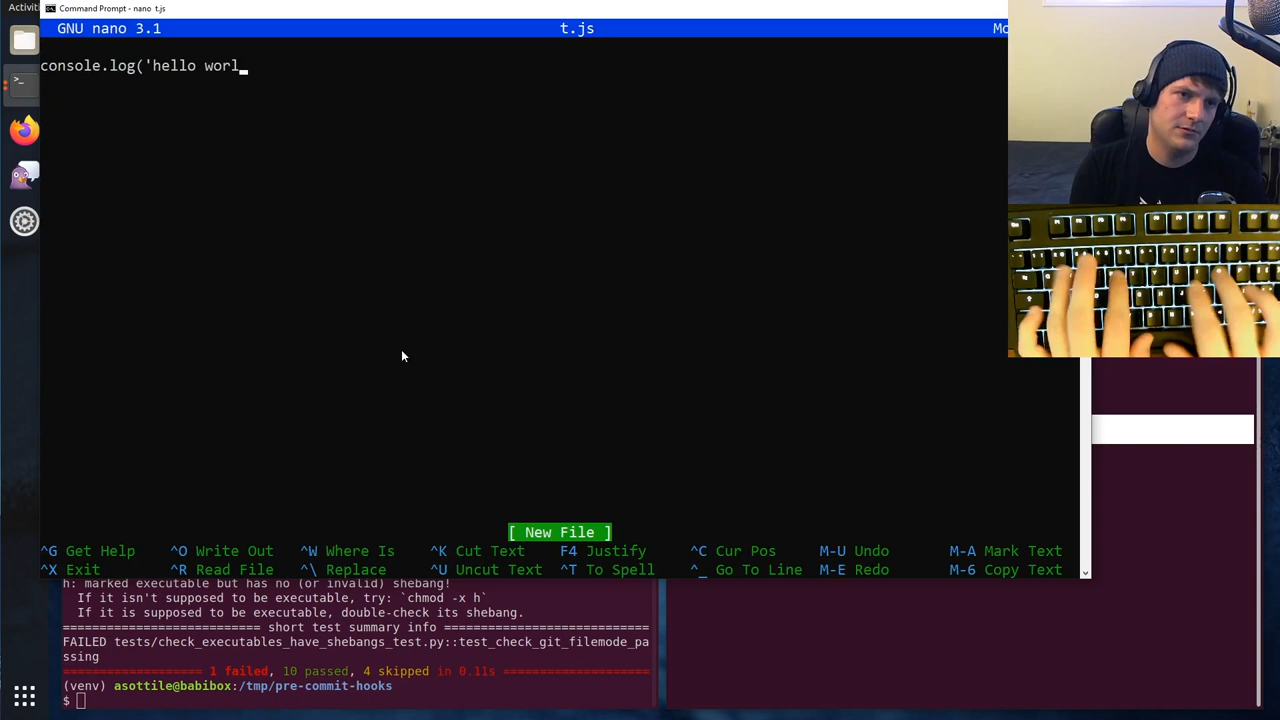 Activiti
Command Prompt - nano t.js
GNU nano 3.1 t.js Mo
console.log('hello worl
[ New File ]
^G Get Help ^O Write Out ^W Where Is ^K Cut Text F4 Justify ^C Cur Pos M-U Undo M-A Mark Text
^X Exit ^R Read File ^\ Replace ^U Uncut Text ^T To Spell ^_ Go To Line M-E Redo M-6 Copy Text
h: marked executable but has no (or invalid) shebang!
If it isn't supposed to be executable, try: `chmod -x h`
If it is supposed to be executable, double-check its shebang.
=========================== short test summary info ============================
FAILED tests/check_executables_have_shebangs_test.py::test_check_git_filemode_pa
ssing
=================== 1 failed, 10 passed, 4 skipped in 0.11s ====================
(venv) asottile@babibox:/tmp/pre-commit-hooks
$